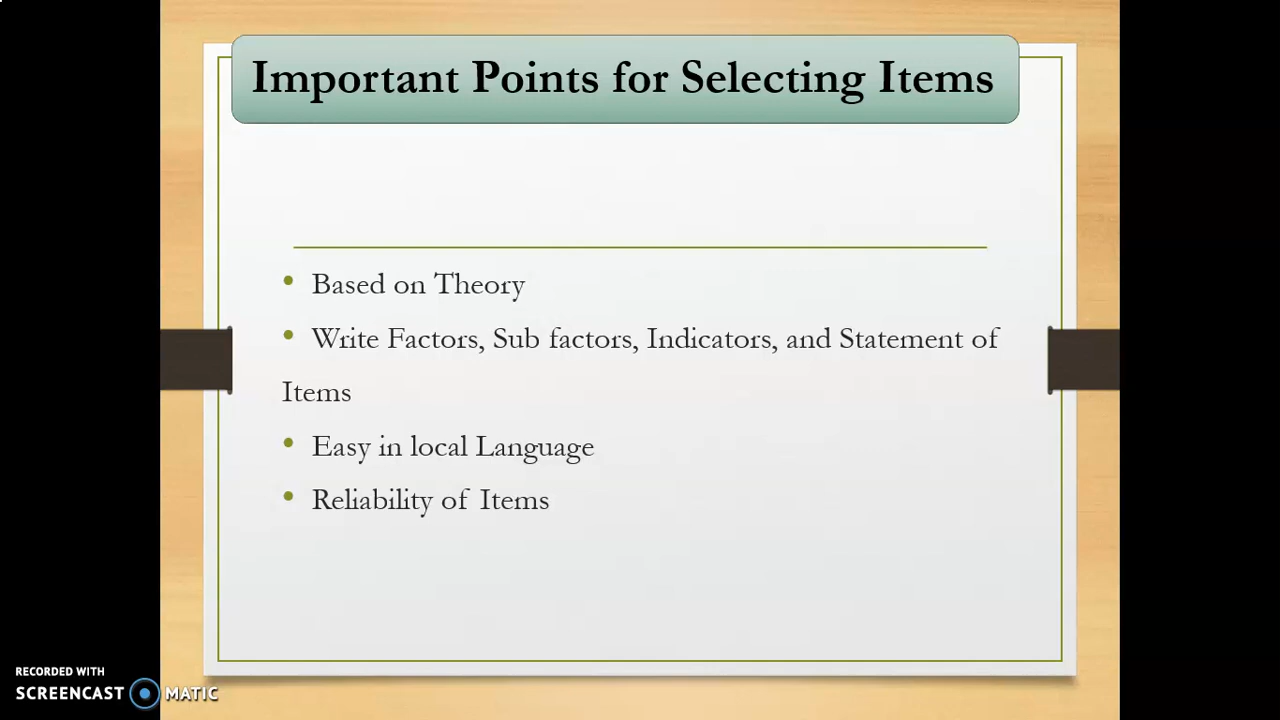 Important Points for Selecting Items
• Based on Theory
• Write Factors, Sub factors, Indicators, and Statement of
Items
• Easy in local Language
• Reliability of Items
RECORDED WITH
SCREENCAST MATIC